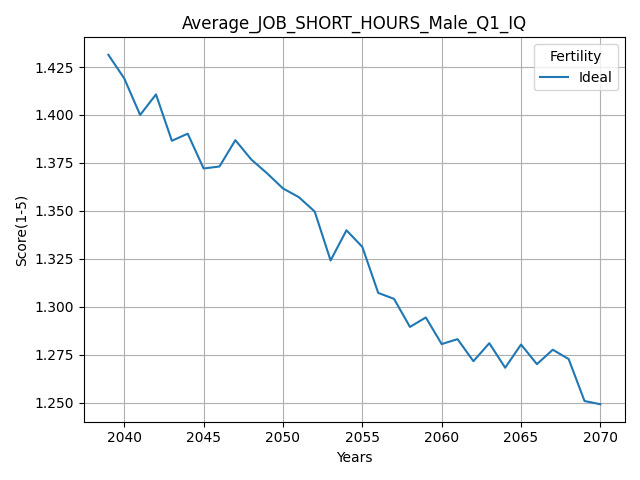 Average_JOB_SHORT_HOURS_Male_Q1_IQ
Fertility
Ideal
Score(1-5)
1.425
1.400
1.375
1.350
1.325
1.300
1.275
1.250
2040 2045 2050 2055 2060 2065 2070
Years